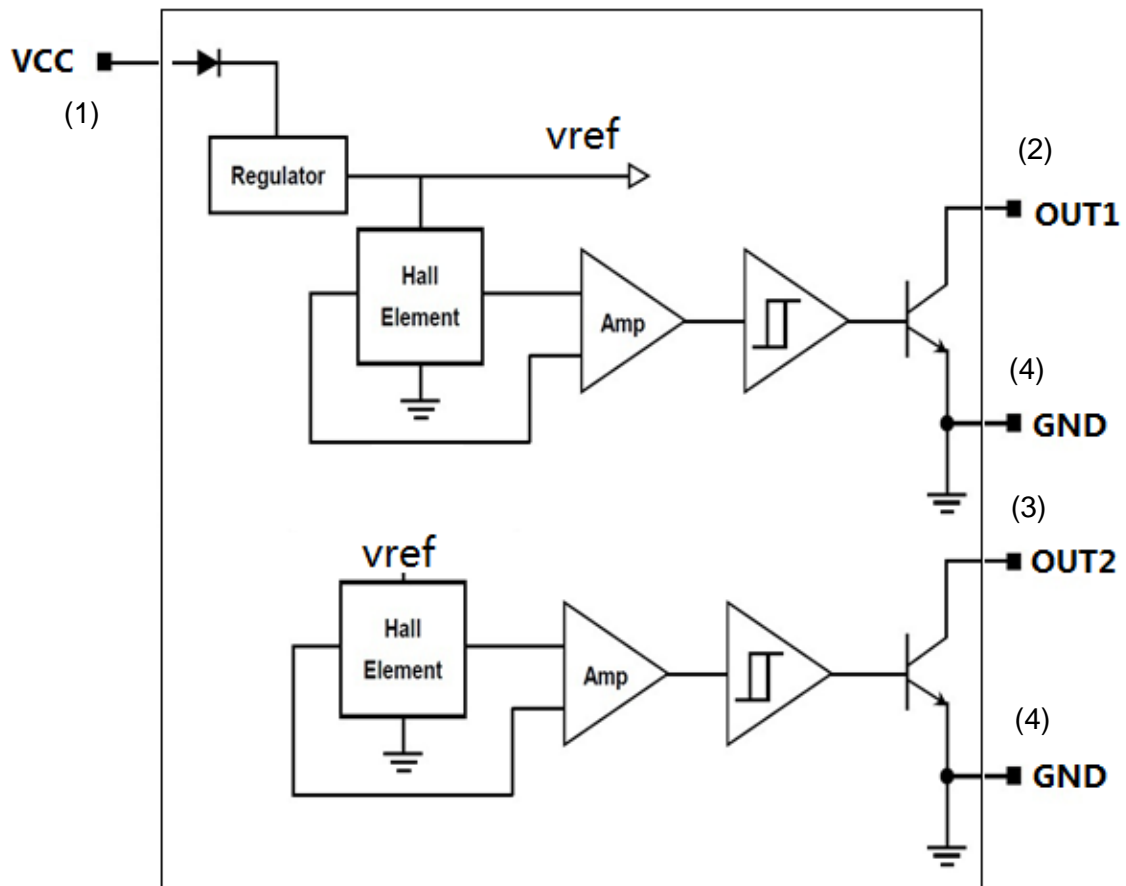 VCC
(1)
vref
Regulator
(2)
OUT1
Hall
Element
Amp
(4)
GND
(3)
OUT2
vref
Hall
Element
Amp
(4)
GND